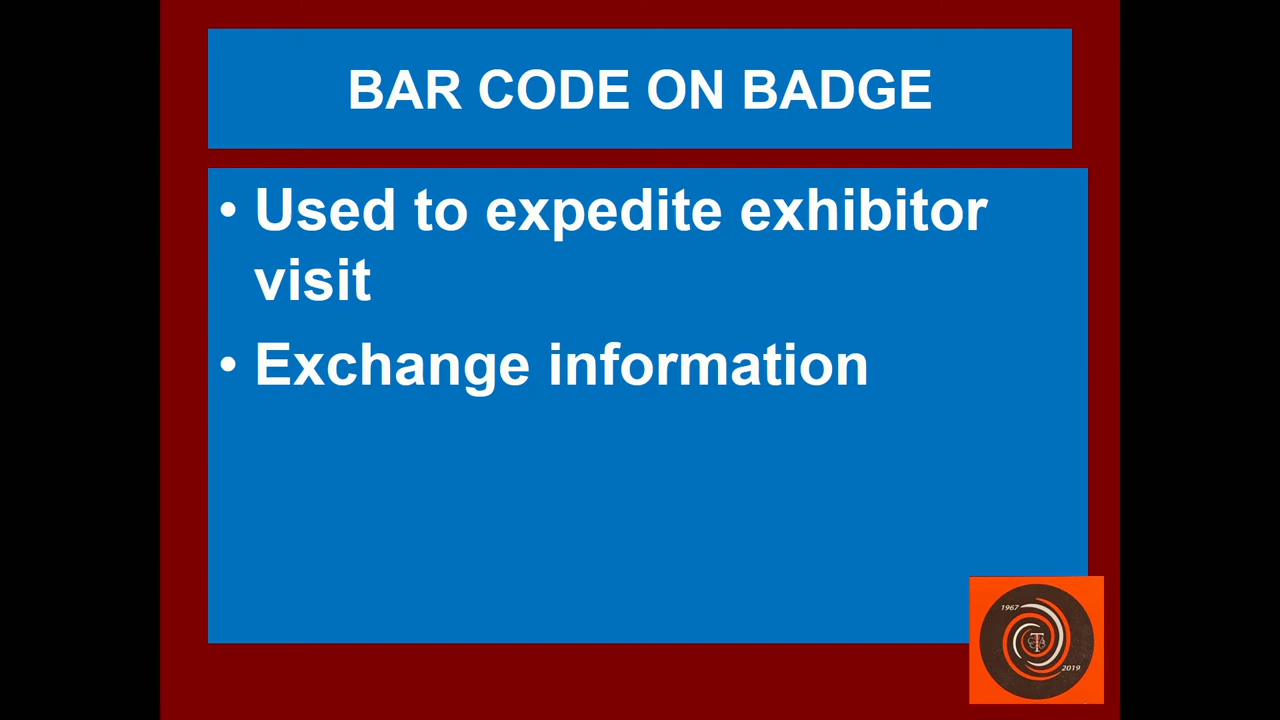 BAR CODE ON BADGE
• Used to expedite exhibitor
visit
• Exchange information
1967
2019